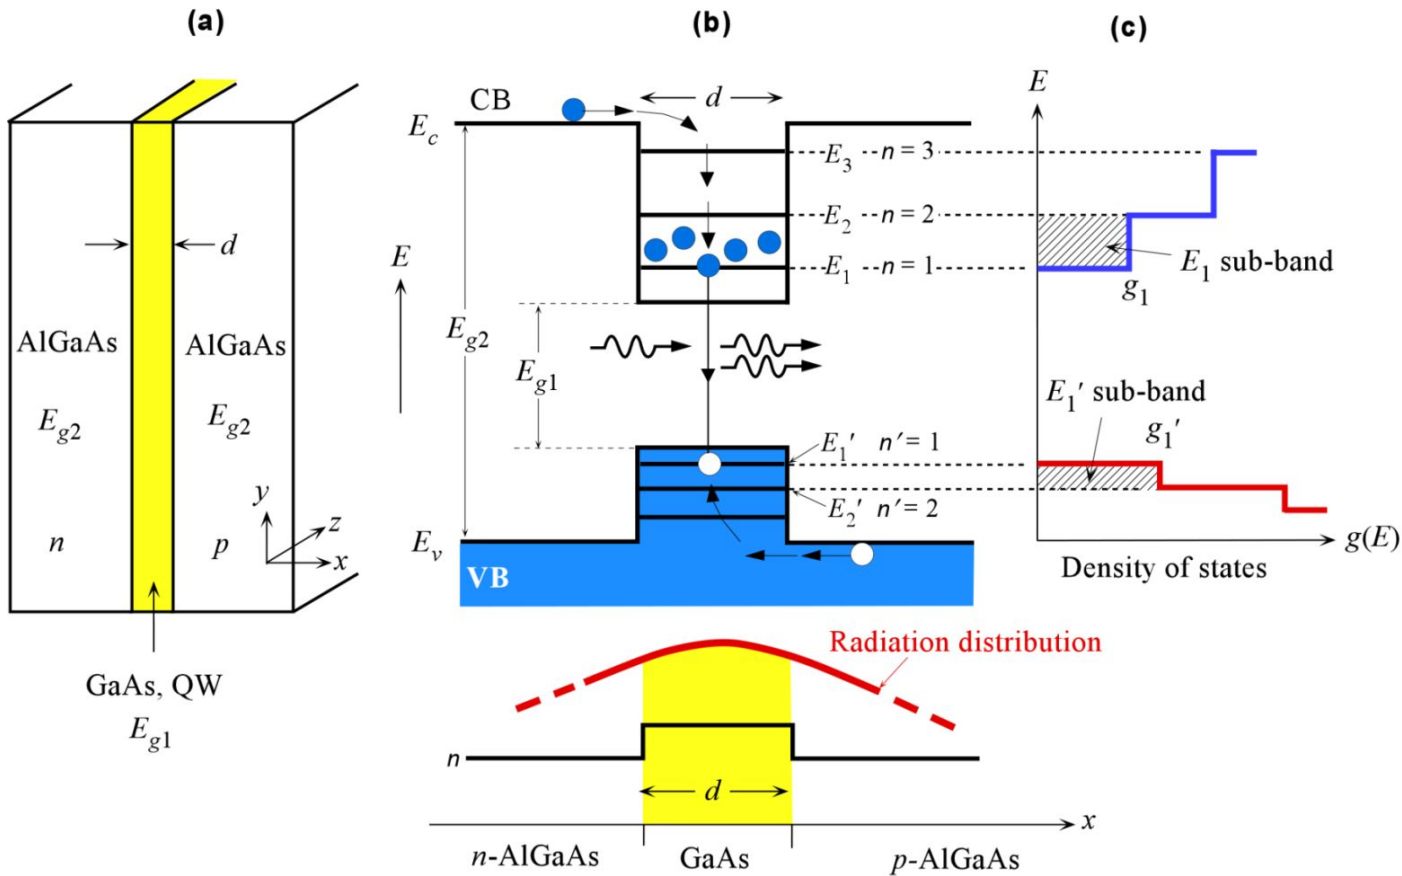 (a)
AlGaAs
AlGaAs
E_g2
E_g2
d
n
p
y
z
x
GaAs, QW
E_g1
(b)
CB
d
E_c
E
E_g2
E_g1
E_3 n = 3
E_2 n = 2
E_1 n = 1
E_1′ n′ = 1
E_2′ n′ = 2
E_v
VB
Radiation distribution
n
d
x
n-AlGaAs
GaAs
p-AlGaAs
(c)
E
E_1 sub-band
g_1
E_1′ sub-band
g_1′
g(E)
Density of states